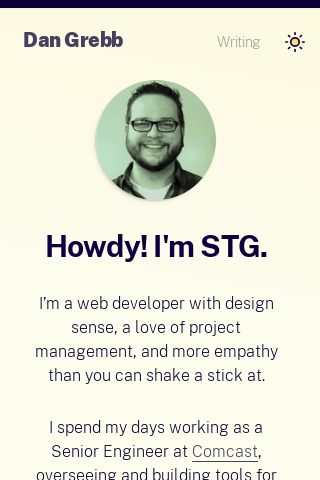 Dan Grebb
Writing
Howdy! I'm STG.
I’m a web developer with design
sense, a love of project
management, and more empathy
than you can shake a stick at.
I spend my days working as a
Senior Engineer at Comcast,
overseeing and building tools for